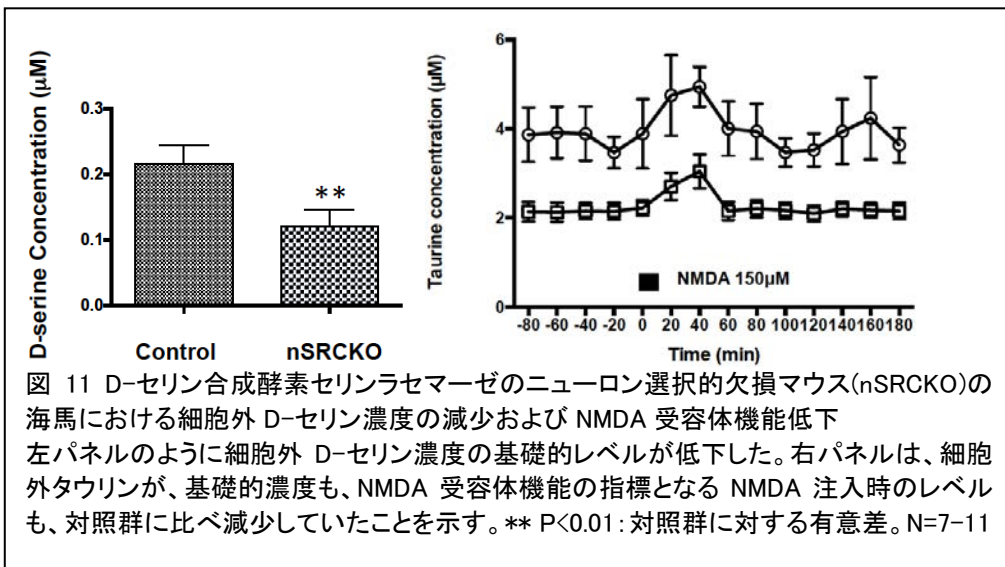 D-serine Concentration (μM)
0.3
0.2
0.1
0.0
**
Control
nSRCKO
Taurine concentration (μM)
6
4
2
0
NMDA 150μM
-80 -60 -40 -20 0 20 40 60 80 100 120 140 160 180
Time (min)
図 11 D-セリン合成酵素セリンラセマーゼのニューロン選択的欠損マウス(nSRCKO)の
海馬における細胞外 D-セリン濃度の減少および NMDA 受容体機能低下
左パネルのように細胞外 D-セリン濃度の基礎的レベルが低下した。右パネルは、細胞
外タウリンが、基礎的濃度も、NMDA 受容体機能の指標となる NMDA 注入時のレベル
も、対照群に比べ減少していたことを示す。** P<0.01:対照群に対する有意差。N=7-11